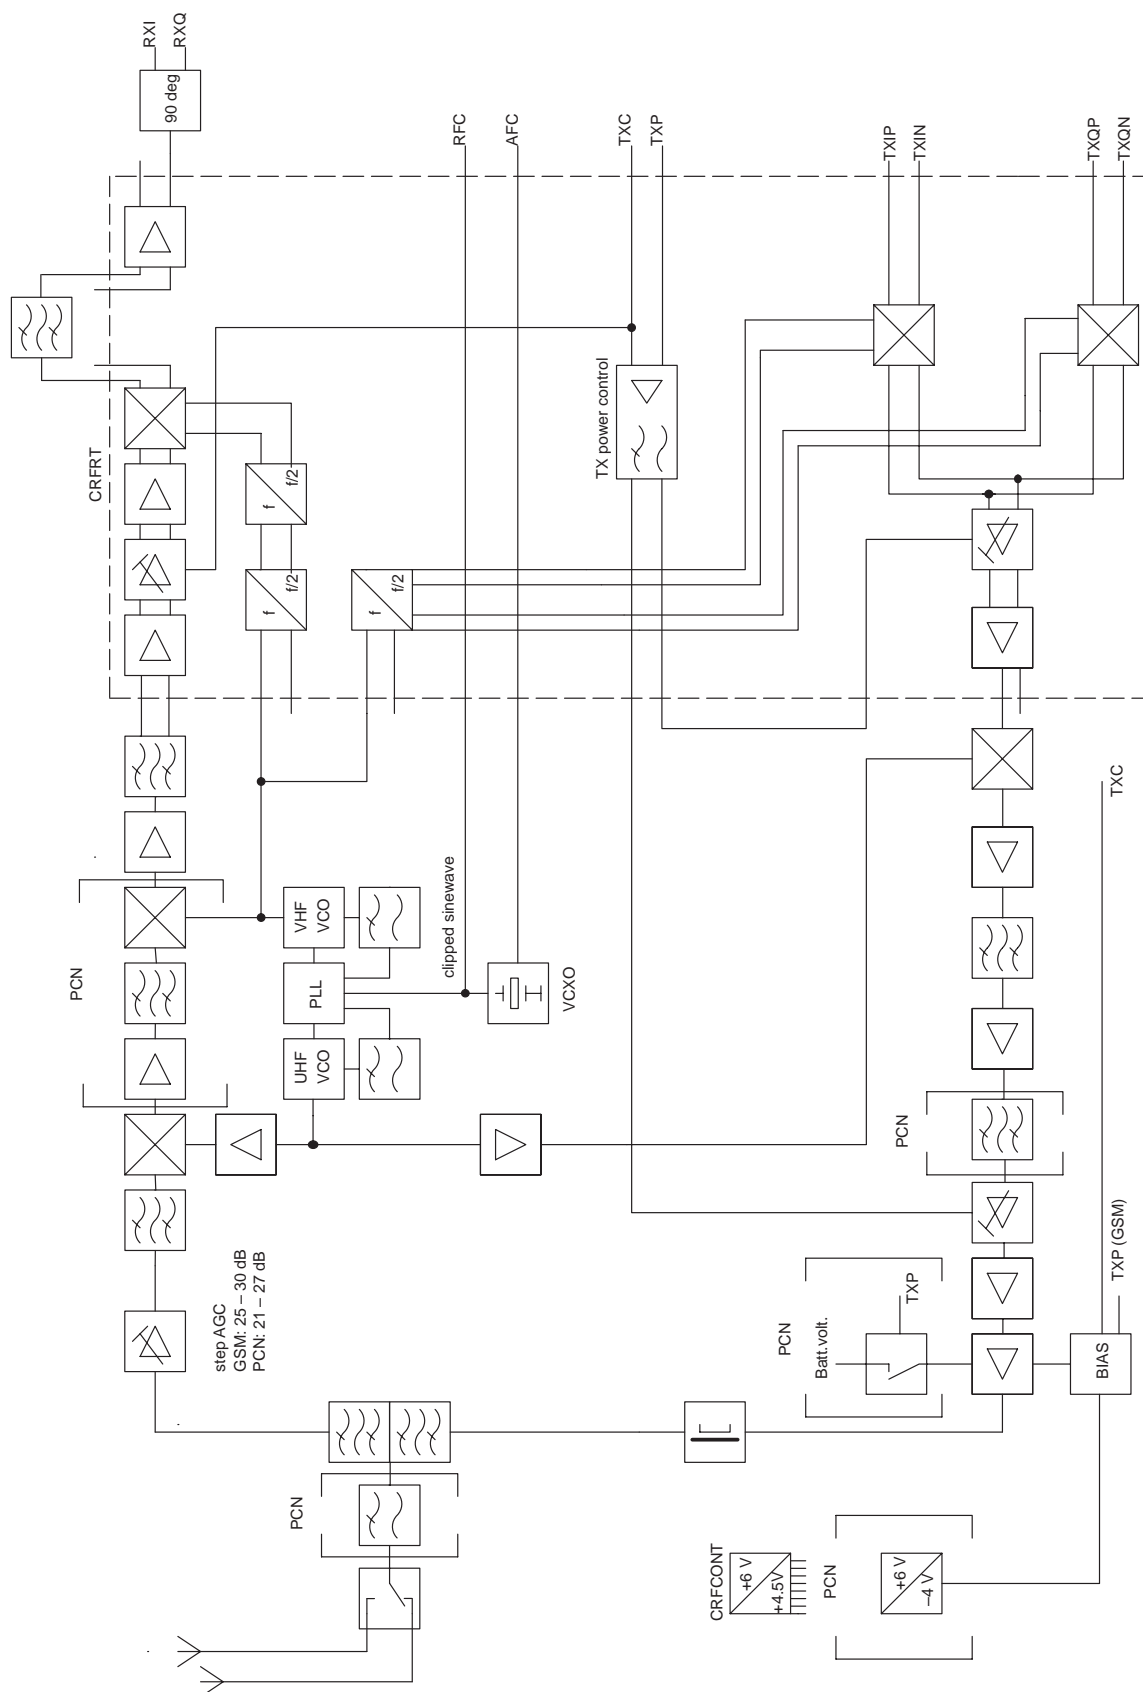 RXI
RXQ
90 deg
RFC
AFC
TXC
TXP
TXIP
TXIN
TXQP
TXQN
CRFRT
TX power control
f
f/2
f
f/2
f
f/2
PCN
VHF
VCO
PLL
UHF
VCO
clipped sinewave
VCXO
TXC
PCN
step AGC
GSM: 25 – 30 dB
PCN: 21 – 27 dB
PCN
Batt.volt.
TXP
TXP (GSM)
BIAS
PCN
CRFCONT
+6 V
+4.5V
PCN
+6 V
–4 V